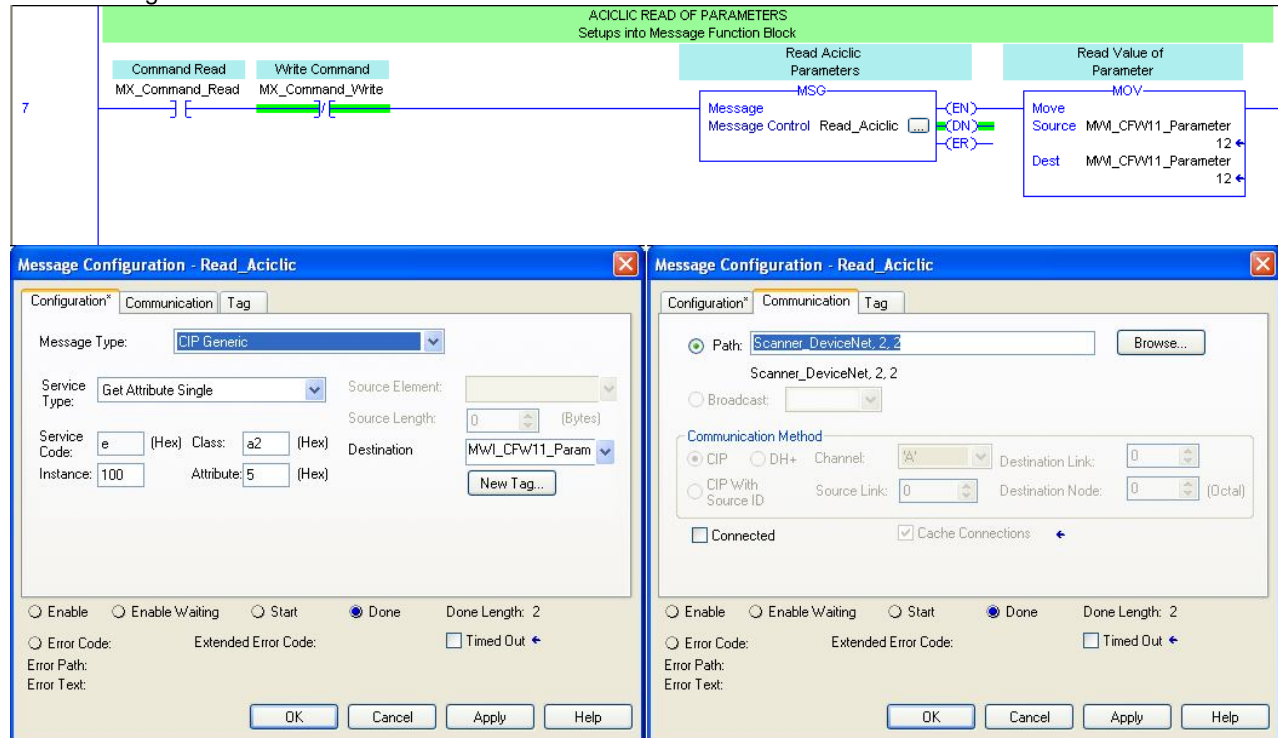 ACICLIC READ OF PARAMETERS
Setups into Message Function Block
Command Read
MX_Command_Read
Write Command
MX_Command_Write
Read Aciclic
Parameters
MSG
Message
Message Control Read_Aciclic ...
(EN)
(DN)
(ER)
Read Value of
Parameter
MOV
Move
Source MWI_CFW11_Parameter
12
Dest MWI_CFW11_Parameter
12
7
Message Configuration - Read_Aciclic
Configuration* Communication Tag
Message Type: CIP Generic
Service Type: Get Attribute Single
Source Element:
Source Length: 0 (Bytes)
Service Code: e (Hex) Class: a2 (Hex)
Destination MWI_CFW11_Param
Instance: 100 Attribute: 5 (Hex)
New Tag...
Enable Enable Waiting Start Done Done Length: 2
Error Code: Extended Error Code: Timed Out
Error Path:
Error Text:
OK Cancel Apply Help
Message Configuration - Read_Aciclic
Configuration* Communication Tag
Path: Scanner_DeviceNet, 2, 2 Browse...
Scanner_DeviceNet, 2, 2
Broadcast:
Communication Method
CIP DH+ Channel: 'A' Destination Link: 0
CIP With Source ID Source Link: 0 Destination Node: 0 (Octal)
Connected Cache Connections
Enable Enable Waiting Start Done Done Length: 2
Error Code: Extended Error Code: Timed Out
Error Path:
Error Text:
OK Cancel Apply Help